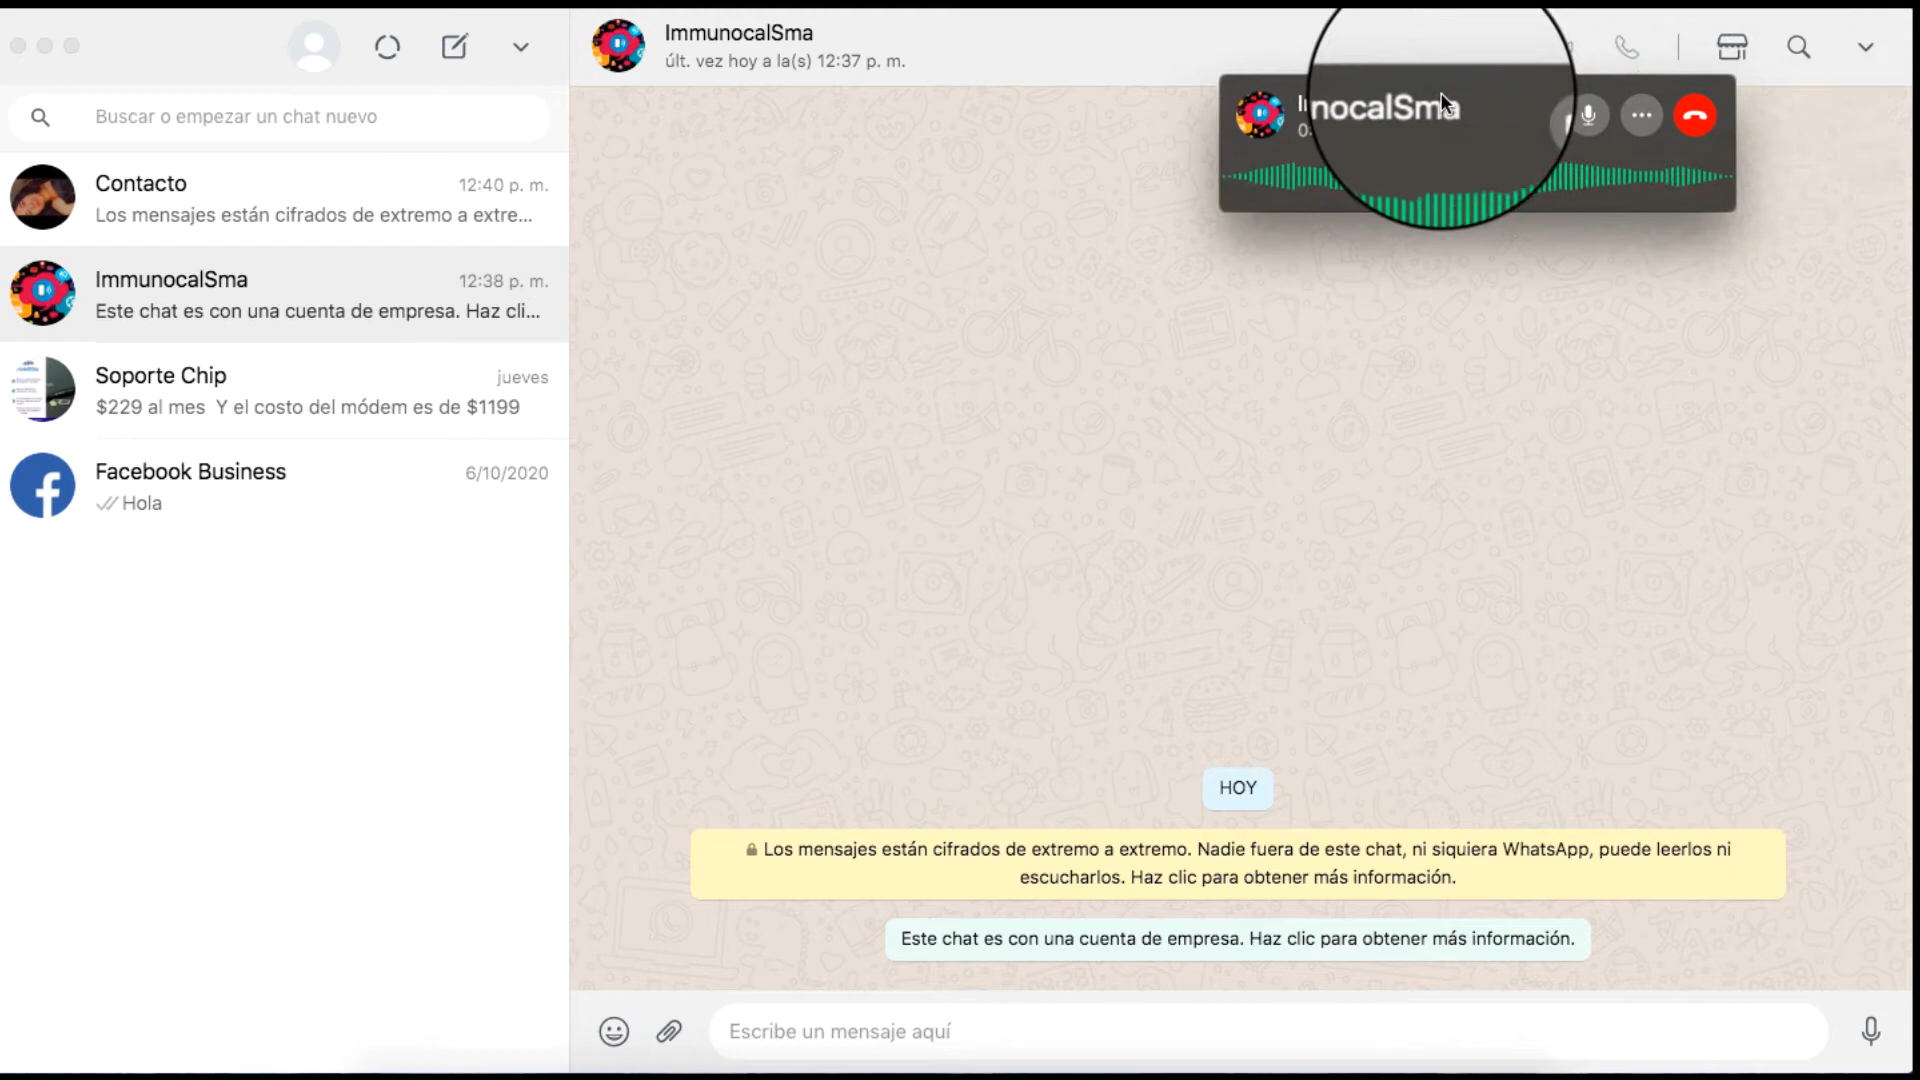 ImmunocalSma
últ. vez hoy a la(s) 12:37 p. m.
nocalSma
Buscar o empezar un chat nuevo
Contacto
12:40 p. m.
Los mensajes están cifrados de extremo a extre...
ImmunocalSma
12:38 p. m.
Este chat es con una cuenta de empresa. Haz cli...
Soporte Chip
jueves
$229 al mes Y el costo del módem es de $1199
Facebook Business
6/10/2020
Hola
HOY
Los mensajes están cifrados de extremo a extremo. Nadie fuera de este chat, ni siquiera WhatsApp, puede leerlos ni
escucharlos. Haz clic para obtener más información.
Este chat es con una cuenta de empresa. Haz clic para obtener más información.
Escribe un mensaje aquí